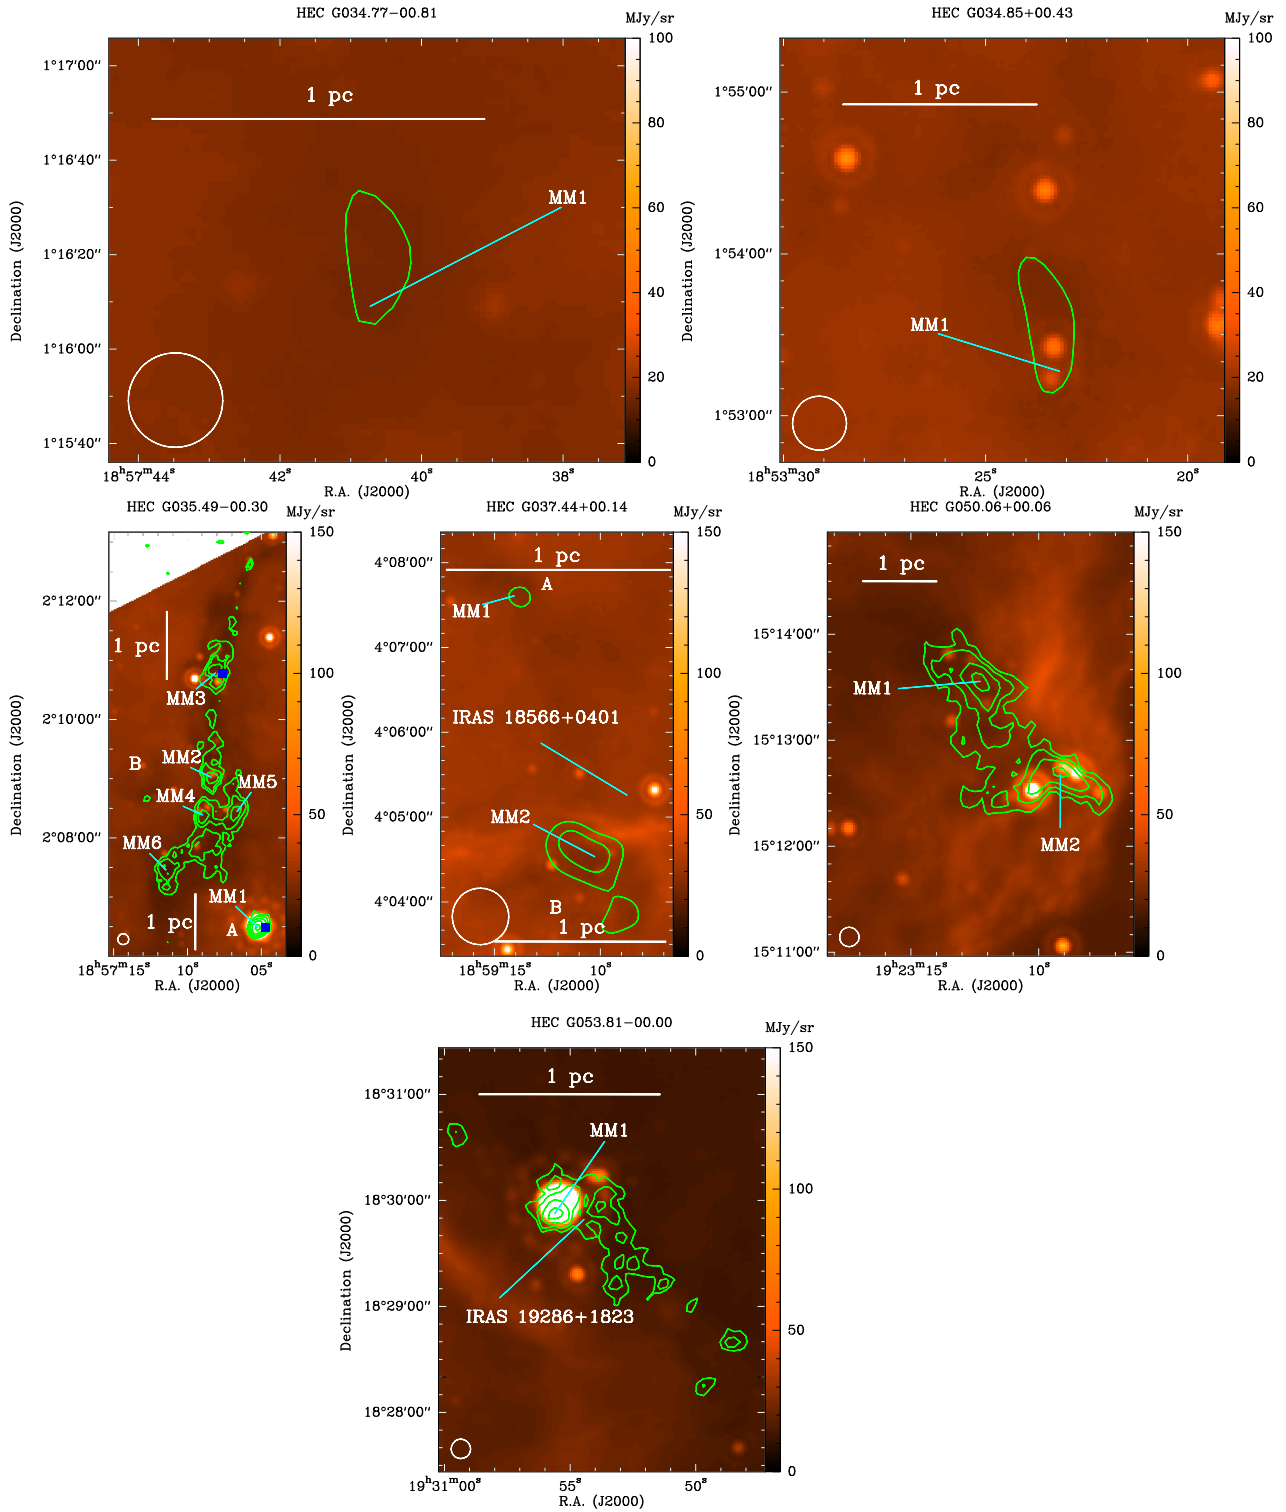 HEC G034.77−00.81
MJy/sr
1°17′00″
1°16′40″
1°16′20″
1°16′00″
1°15′40″
Declination (J2000)
1 pc
MM1
18ʰ57ᵐ44ˢ
42ˢ
40ˢ
38ˢ
R.A. (J2000)
100
80
60
40
20
0
HEC G034.85+00.43
MJy/sr
1°55′00″
1°54′00″
1°53′00″
Declination (J2000)
1 pc
MM1
18ʰ53ᵐ30ˢ
25ˢ
20ˢ
R.A. (J2000)
100
80
60
40
20
0
HEC G035.49−00.30
MJy/sr
2°12′00″
2°10′00″
2°08′00″
Declination (J2000)
1 pc
MM3
B
MM2
MM5
MM4
MM6
MM1
1 pc
A
18ʰ57ᵐ15ˢ
10ˢ
05ˢ
R.A. (J2000)
150
100
50
0
HEC G037.44+00.14
MJy/sr
4°08′00″
4°07′00″
4°06′00″
4°05′00″
4°04′00″
Declination (J2000)
1 pc
A
MM1
IRAS 18566+0401
MM2
B
1 pc
18ʰ59ᵐ15ˢ
10ˢ
R.A. (J2000)
150
100
50
0
HEC G050.06+00.06
MJy/sr
15°14′00″
15°13′00″
15°12′00″
15°11′00″
Declination (J2000)
1 pc
MM1
MM2
19ʰ23ᵐ15ˢ
10ˢ
R.A. (J2000)
150
100
50
0
HEC G053.81−00.00
MJy/sr
18°31′00″
18°30′00″
18°29′00″
18°28′00″
Declination (J2000)
1 pc
MM1
IRAS 19286+1823
19ʰ31ᵐ00ˢ
55ˢ
50ˢ
R.A. (J2000)
150
100
50
0